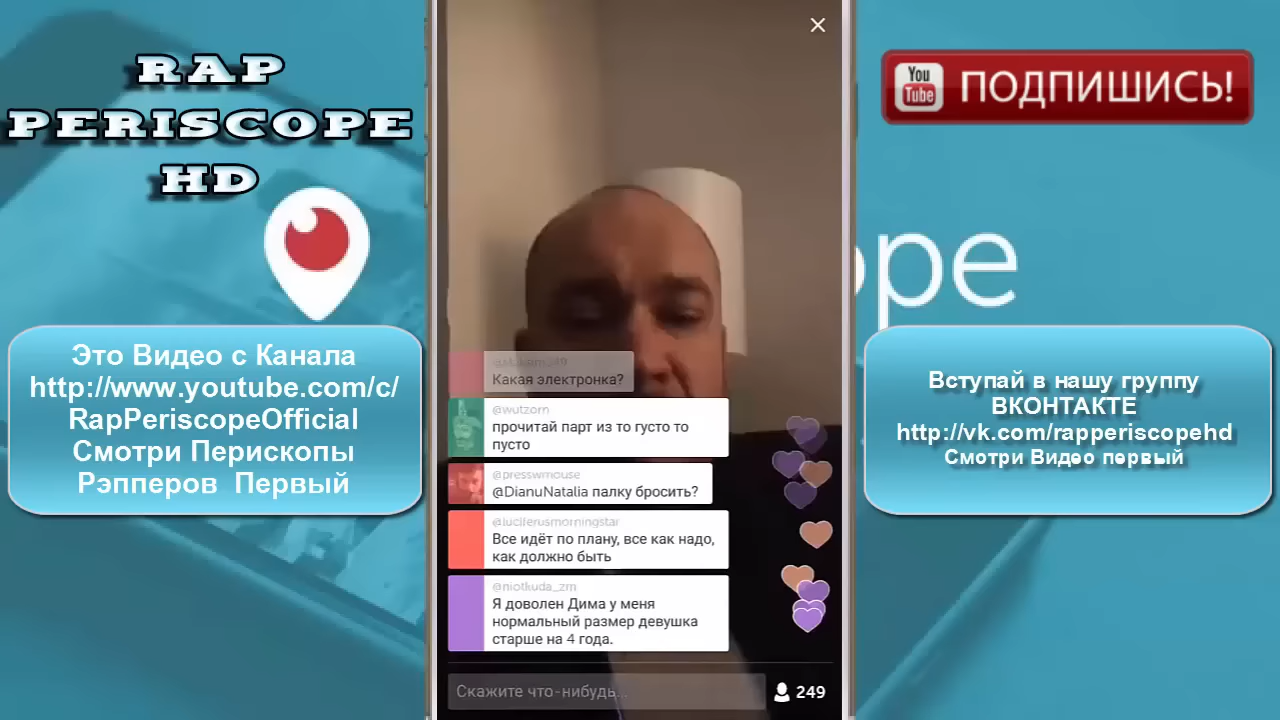 RAP
PERISCOPE
HD
Это Видео с Канала
http://www.youtube.com/c/
RapPeriscopeOfficial
Смотри Перископы
Рэпперов Первый
Какая электронка?
@wutzorn
прочитай парт из то густо то
пусто
@presswmouse
@DianuNatalia палку бросить?
@luciferusmorningstar
Все идёт по плану, все как надо,
как должно быть
@niotkuda_zrn
Я доволен Дима у меня
нормальный размер девушка
старше на 4 года.
Скажите что-нибудь...
249
You
Tube
ПОДПИШИСЬ!
ope
Вступай в нашу группу
ВКОНТАКТЕ
http://vk.com/rapperiscopehd
Смотри Видео первый